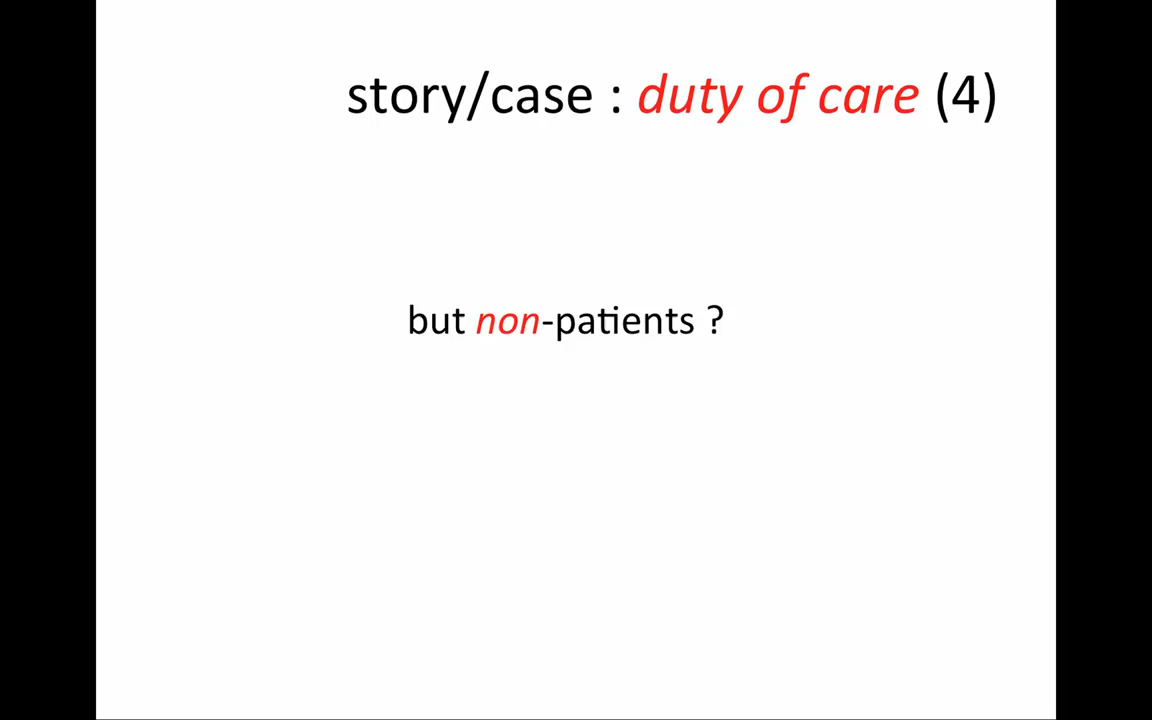 story/case : duty of care (4)
but non-patients ?